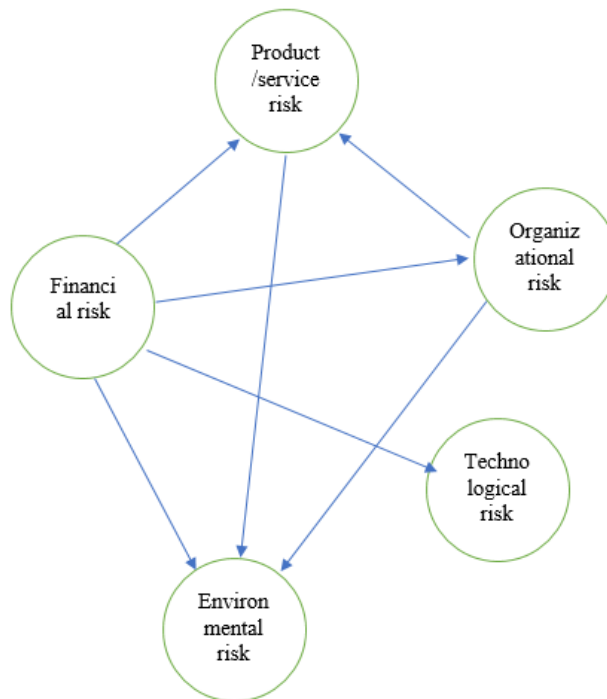 Product
/service
risk
Organiz
ational
risk
Financi
al risk
Techno
logical
risk
Environ
mental
risk